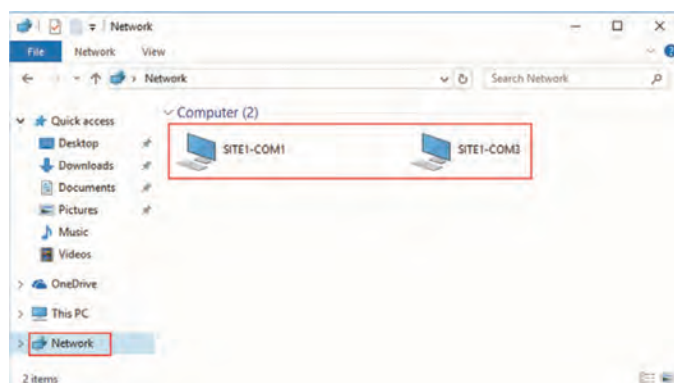 Network
File Network View
Network Search Network
Quick access
Desktop
Downloads
Documents
Pictures
Music
Videos
OneDrive
This PC
Network
Computer (2)
SITE1-COM1 SITE1-COM3
2 items